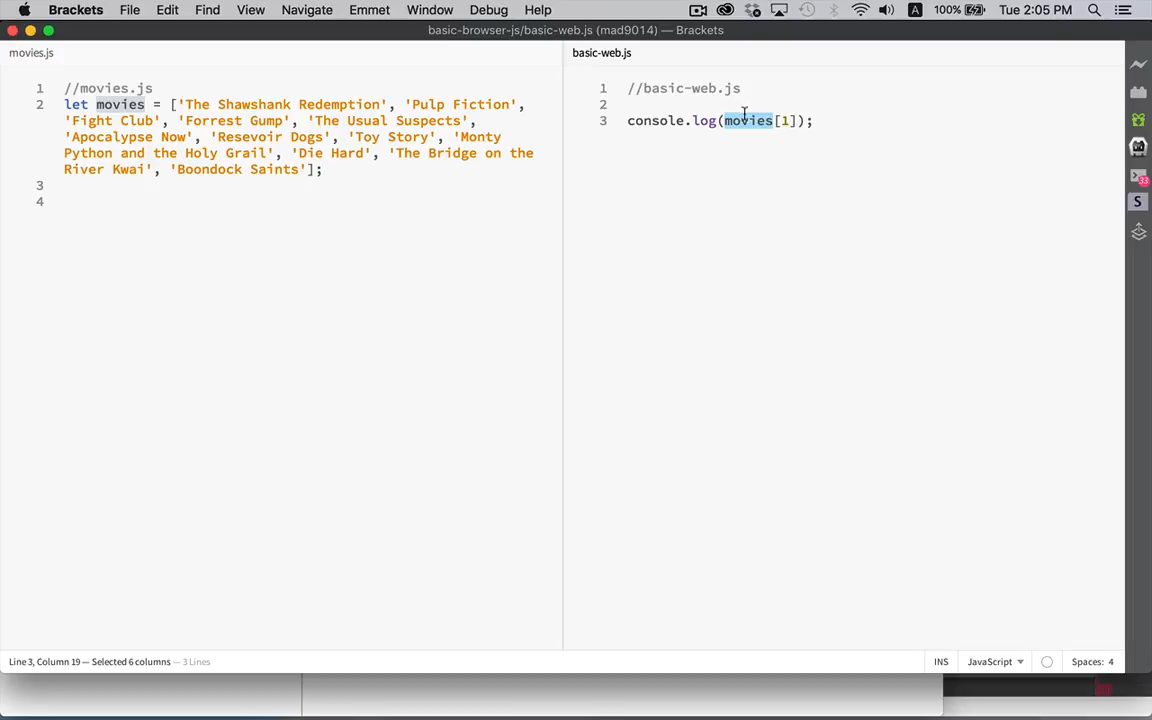 Brackets File Edit View Navigate Emmet Window Debug Help A 100% Tue 2:05 PM
Find
basic-browser-js/basic-web.js (mad9014) — Brackets
movies.js
1 //movies.js
2 let movies = ['The Shawshank Redemption', 'Pulp Fiction',
'Fight Club', 'Forrest Gump', 'The Usual Suspects',
'Apocalypse Now', 'Resevoir Dogs', 'Toy Story', 'Monty
Python and the Holy Grail', 'Die Hard', 'The Bridge on the
River Kwai', 'Boondock Saints'];
3
4
basic-web.js
1 //basic-web.js
2
3 console.log(movies[1]);
33
S
Line 3, Column 19 — Selected 6 columns — 3 Lines
INS JavaScript Spaces: 4